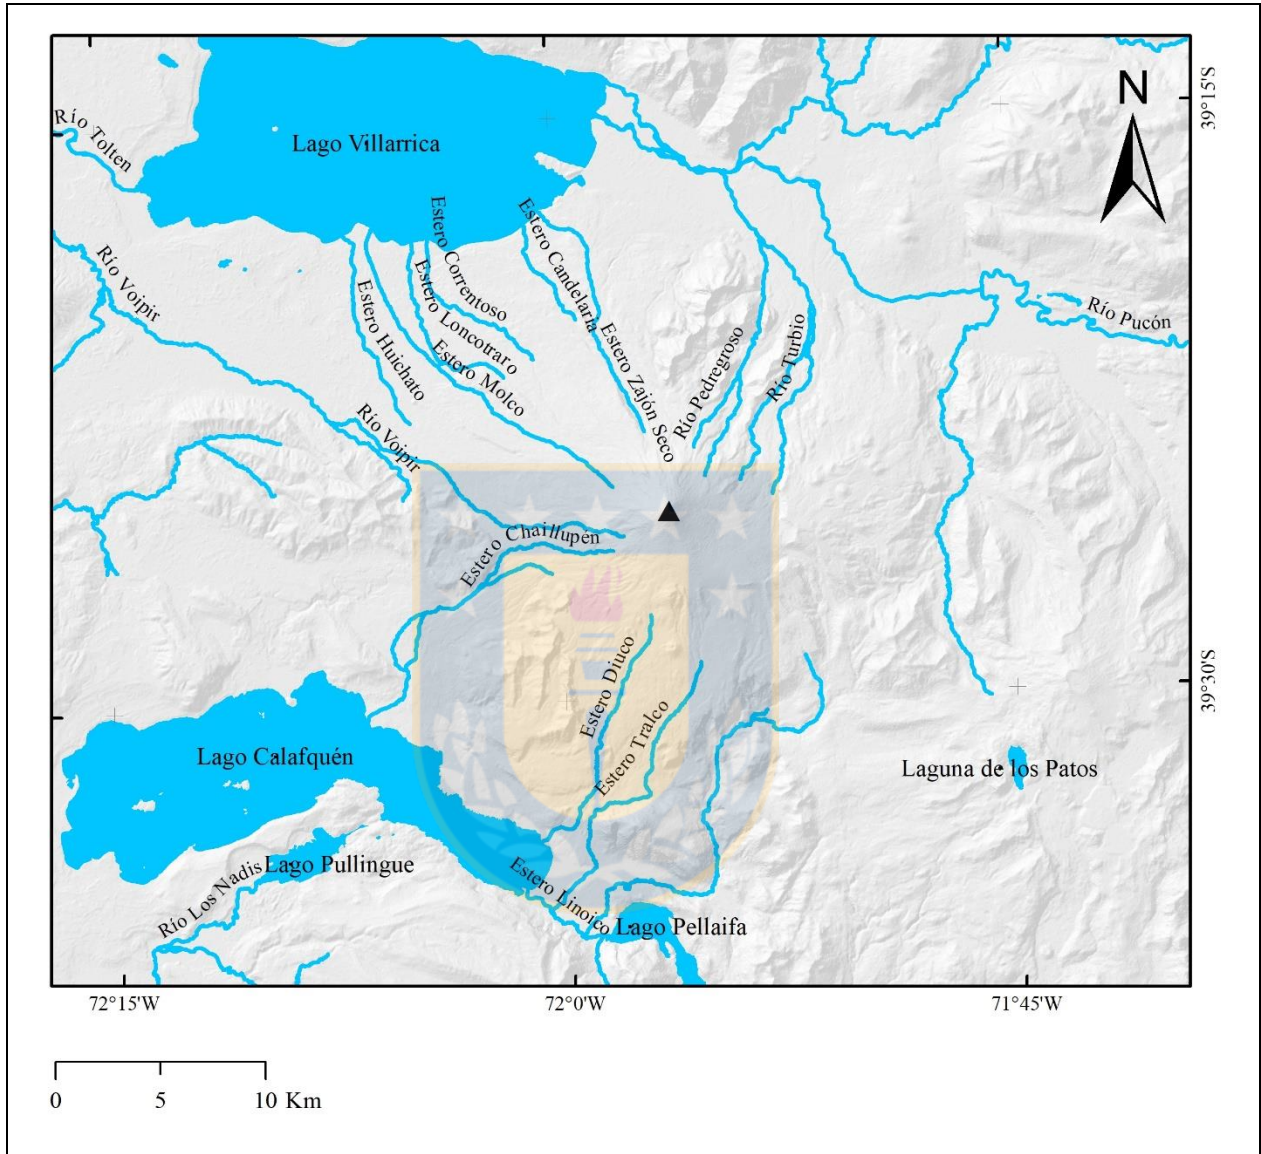 N
39°15'S
Río Tolten
Lago Villarrica
Estero Correntoso
Estero Candelaria
Río Voipir
Estero Loncotraro
Estero Huichato
Estero Molco
Estero Zajón Seco
Río Pedregroso
Río Turbio
Río Pucón
Río Voipir
Estero Chaillupén
39°30'S
Estero Diuco
Estero Tralco
Lago Calafquén
Laguna de los Patos
Lago Pullingue
Río Los Nadis
Estero Linoico
Lago Pellaifa
72°15'W
72°0'W
71°45'W
0
5
10 Km